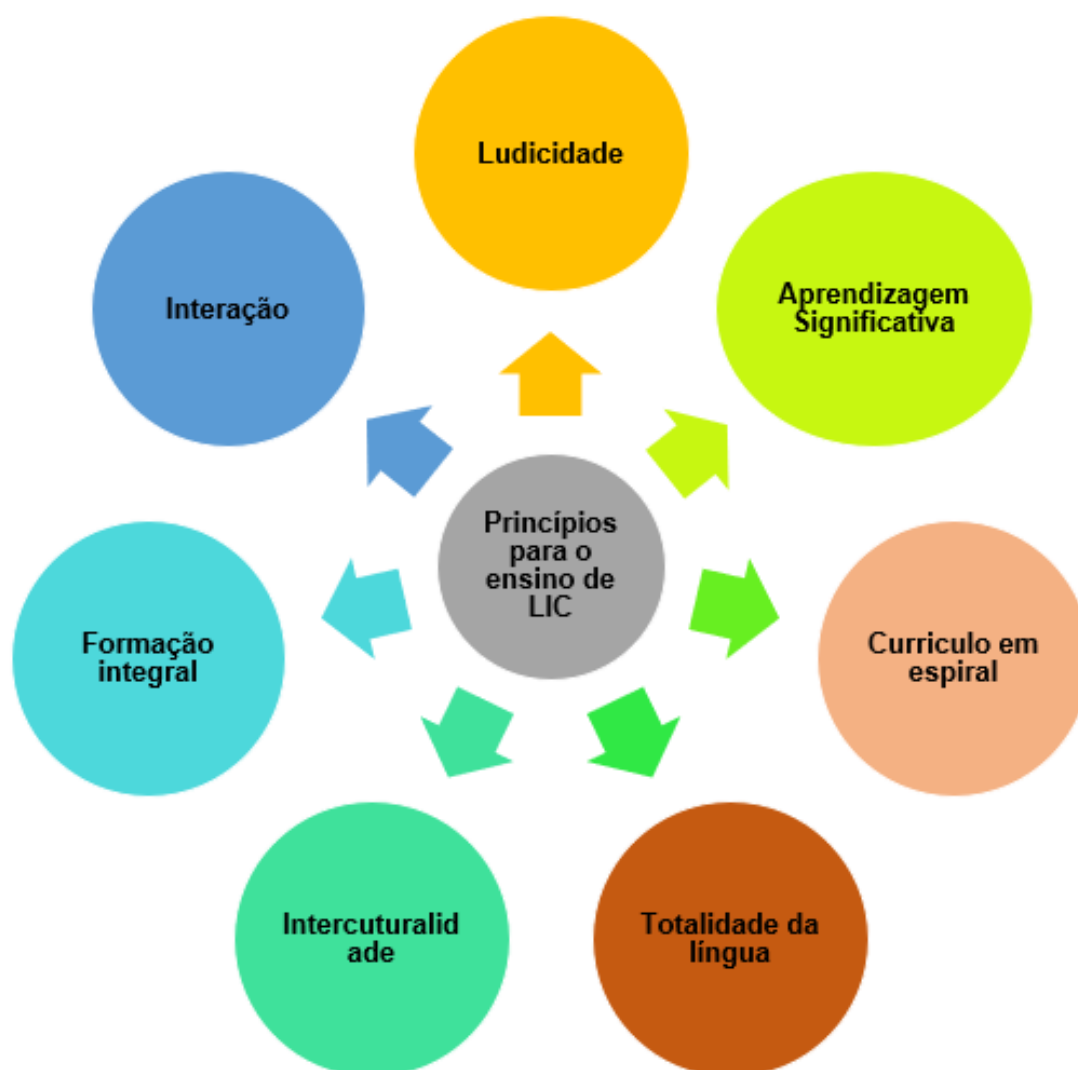 Ludicidade
Interação
Aprendizagem
Significativa
Princípios
para o
ensino de
LIC
Formação
integral
Curriculo em
espiral
Intercuturalid
ade
Totalidade da
língua